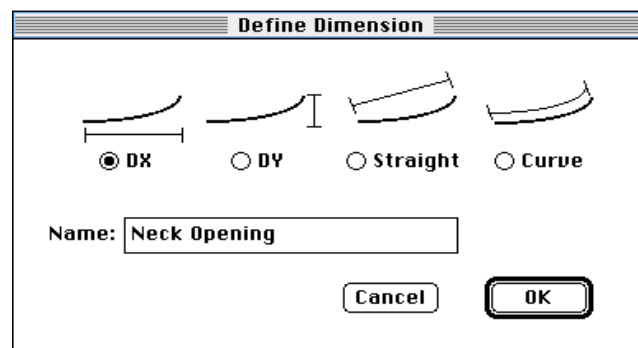 Define Dimension
DX DY Straight Curve
Name: Neck Opening
Cancel OK